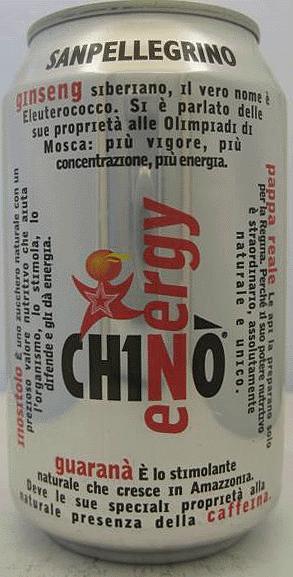 SANPELLEGRINO
ginseng siberiano, il vero nome è
Eleuterococco. Si è parlato delle
sue proprietà alle Olimpiadi di
Mosca: più vigore, più
concentrazione, più energia.
inositolo È uno zucchero naturale con un
prezioso valore nutritivo che aiuta
l'organismo, lo stimola, lo
difende e gli dà energia.
CH1NÒ®
eNergy
pappa reale Le api la preparano solo
per la Regina. Perché il suo potere nutritivo
è straordinario, assolutamente
naturale e unico.
guaranà È lo stimolante
naturale che cresce in Amazzonia.
Deve le sue speciali proprietà alla
naturale presenza della caffeina.